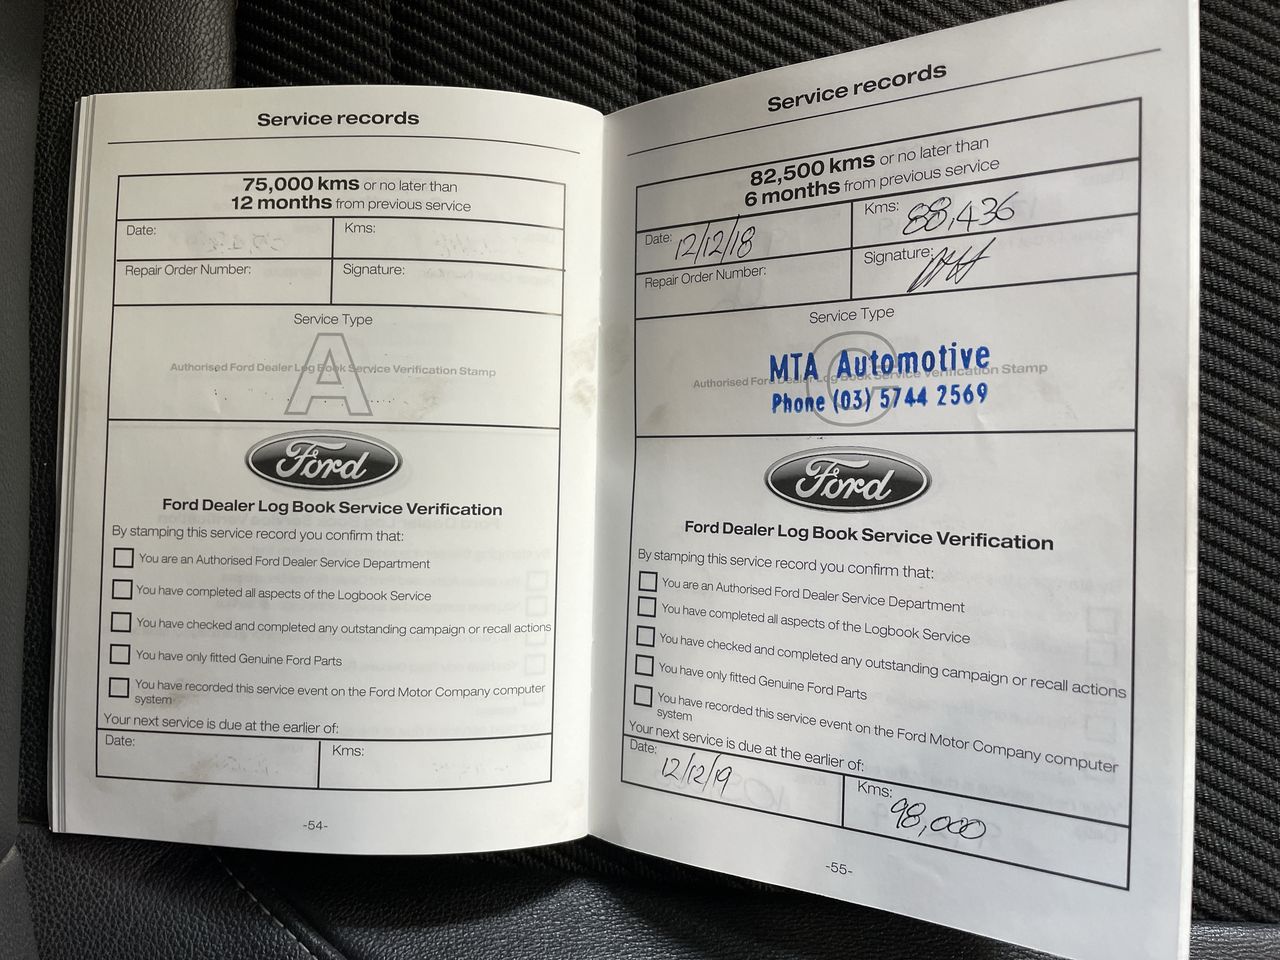 Service records
75,000 kms or no later than
12 months from previous service
Date:
Kms:
Repair Order Number:
Signature:
Service Type
A
Authorised Ford Dealer Log Book Service Verification Stamp
Ford
Ford Dealer Log Book Service Verification
By stamping this service record you confirm that:
You are an Authorised Ford Dealer Service Department
You have completed all aspects of the Logbook Service
You have checked and completed any outstanding campaign or recall actions
You have only fitted Genuine Ford Parts
You have recorded this service event on the Ford Motor Company computer
system
Your next service is due at the earlier of:
Date:
Kms:
-54-
Service records
82,500 kms or no later than
6 months from previous service
Date: 12/12/18
Kms: 88,436
Repair Order Number:
Signature:
Service Type
C
Authorised Ford Dealer Log Book Service Verification Stamp
MTA Automotive
Phone (03) 5744 2569
Ford
Ford Dealer Log Book Service Verification
By stamping this service record you confirm that:
You are an Authorised Ford Dealer Service Department
You have completed all aspects of the Logbook Service
You have checked and completed any outstanding campaign or recall actions
You have only fitted Genuine Ford Parts
You have recorded this service event on the Ford Motor Company computer
system
Your next service is due at the earlier of:
Date: 12/12/19
Kms: 98,000
-55-